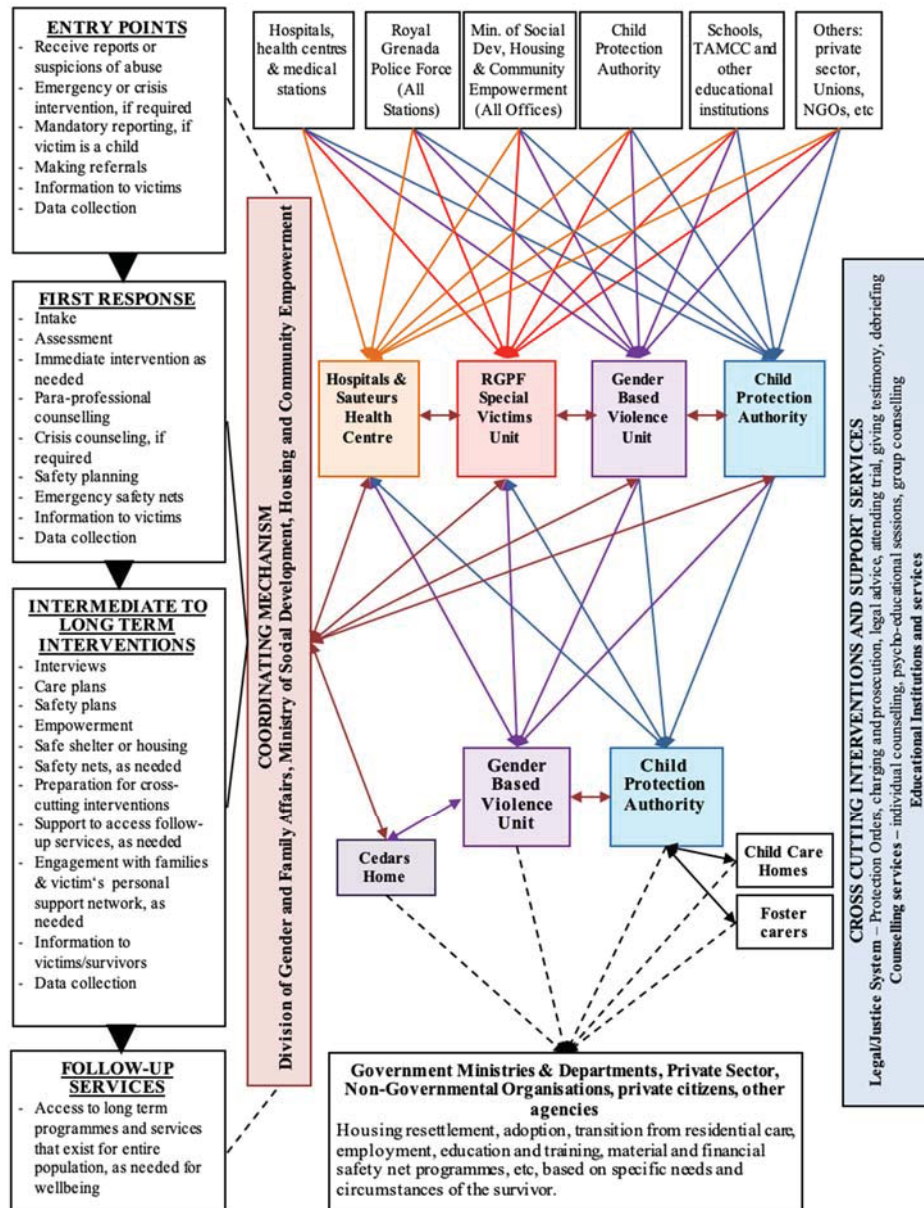 ENTRY POINTS
- Receive reports or
suspicions of abuse
- Emergency or crisis
intervention, if required
- Mandatory reporting, if
victim is a child
- Making referrals
- Information to victims
- Data collection
FIRST RESPONSE
- Intake
- Assessment
- Immediate intervention as
needed
- Para-professional
counselling
- Crisis counseling, if
required
- Safety planning
- Emergency safety nets
- Information to victims
- Data collection
INTERMEDIATE TO
LONG TERM
INTERVENTIONS
- Interviews
- Care plans
- Safety plans
- Empowerment
- Safe shelter or housing
- Safety nets, as needed
- Preparation for cross-
cutting interventions
- Support to access follow-
up services, as needed
- Engagement with families
& victim‘s personal
support network, as
needed
- Information to
victims/survivors
- Data collection
FOLLOW-UP
SERVICES
- Access to long term
programmes and services
that exist for entire
population, as needed for
wellbeing
COORDINATING MECHANISM
Division of Gender and Family Affairs, Ministry of Social Development, Housing and Community Empowerment
Hospitals,
health centres
& medical
stations
Royal
Grenada
Police Force
(All
Stations)
Min. of Social
Dev, Housing
& Community
Empowerment
(All Offices)
Child
Protection
Authority
Schools,
TAMCC and
other
educational
institutions
Others:
private
sector,
Unions,
NGOs, etc
Hospitals &
Sauteurs
Health
Centre
RGPF
Special
Victims
Unit
Gender
Based
Violence
Unit
Child
Protection
Authority
Gender
Based
Violence
Unit
Child
Protection
Authority
Cedars
Home
Child Care
Homes
Foster
carers
Government Ministries & Departments, Private Sector,
Non-Governmental Organisations, private citizens, other
agencies
Housing resettlement, adoption, transition from residential care,
employment, education and training, material and financial
safety net programmes, etc, based on specific needs and
circumstances of the survivor.
CROSS CUTTING INTERVENTIONS AND SUPPORT SERVICES
Legal/Justice System – Protection Orders, charging and prosecution, legal advice, attending trial, giving testimony, debriefing
Counselling services – individual counselling, psycho-educational sessions, group counselling
Educational Institutions and services